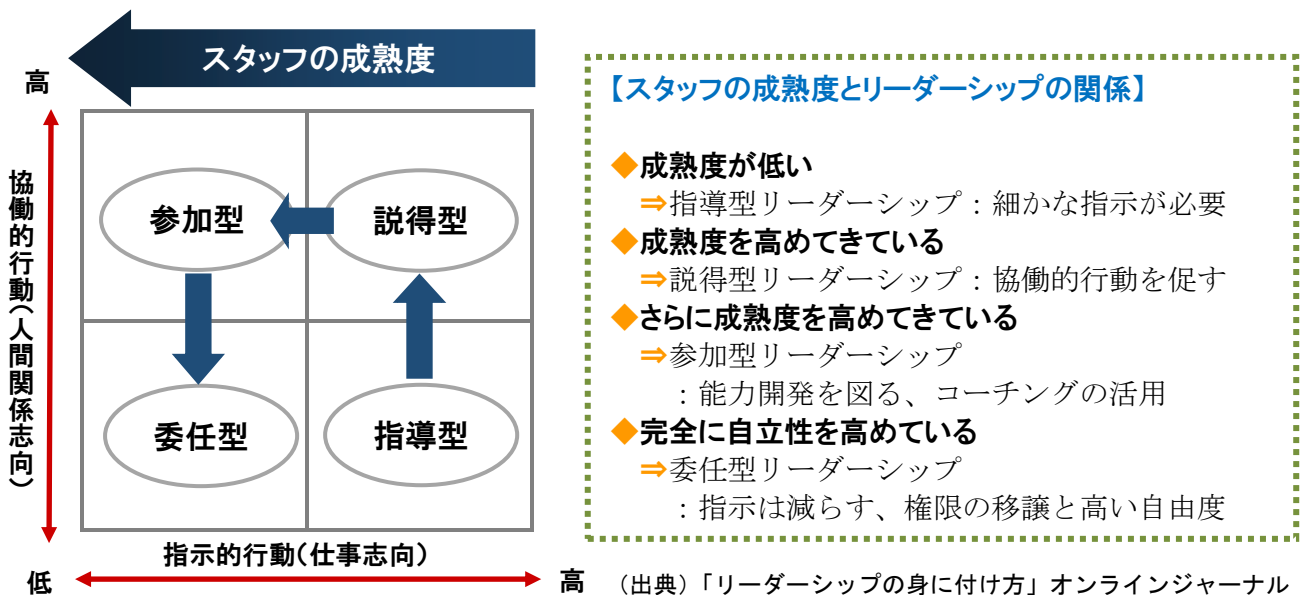 スタッフの成熟度
高
協働的行動(人間関係志向)
参加型
説得型
委任型
指導型
指示的行動(仕事志向)
低
高
【スタッフの成熟度とリーダーシップの関係】
◆成熟度が低い
⇒指導型リーダーシップ:細かな指示が必要
◆成熟度を高めてきている
⇒説得型リーダーシップ:協働的行動を促す
◆さらに成熟度を高めてきている
⇒参加型リーダーシップ
:能力開発を図る、コーチングの活用
◆完全に自立性を高めている
⇒委任型リーダーシップ
:指示は減らす、権限の移譲と高い自由度
(出典)「リーダーシップの身に付け方」オンラインジャーナル